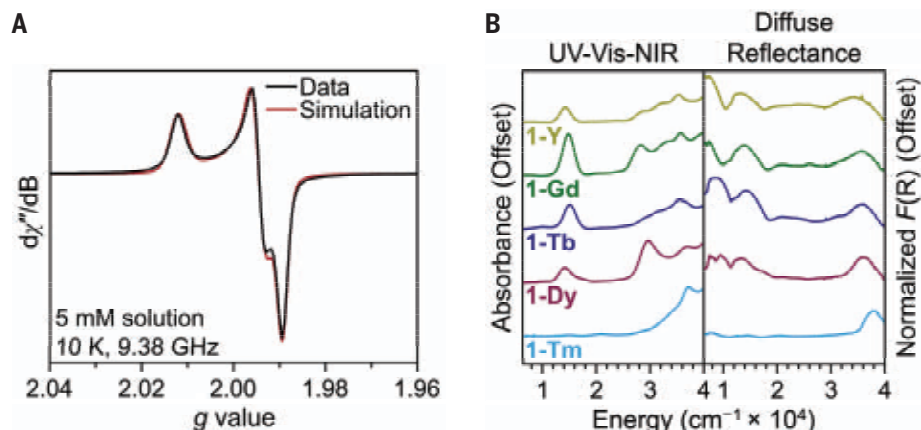 A
Data
Simulation
dχ″/dB
5 mM solution
10 K, 9.38 GHz
2.04 2.02 2.00 1.98 1.96
g value
B
Diffuse
UV-Vis-NIR Reflectance
Absorbance (Offset)
1-Y
1-Gd
1-Tb
1-Dy
1-Tm
Normalized F(R) (Offset)
1 2 3 4 1 2 3 4
Energy (cm⁻¹ × 10⁴)